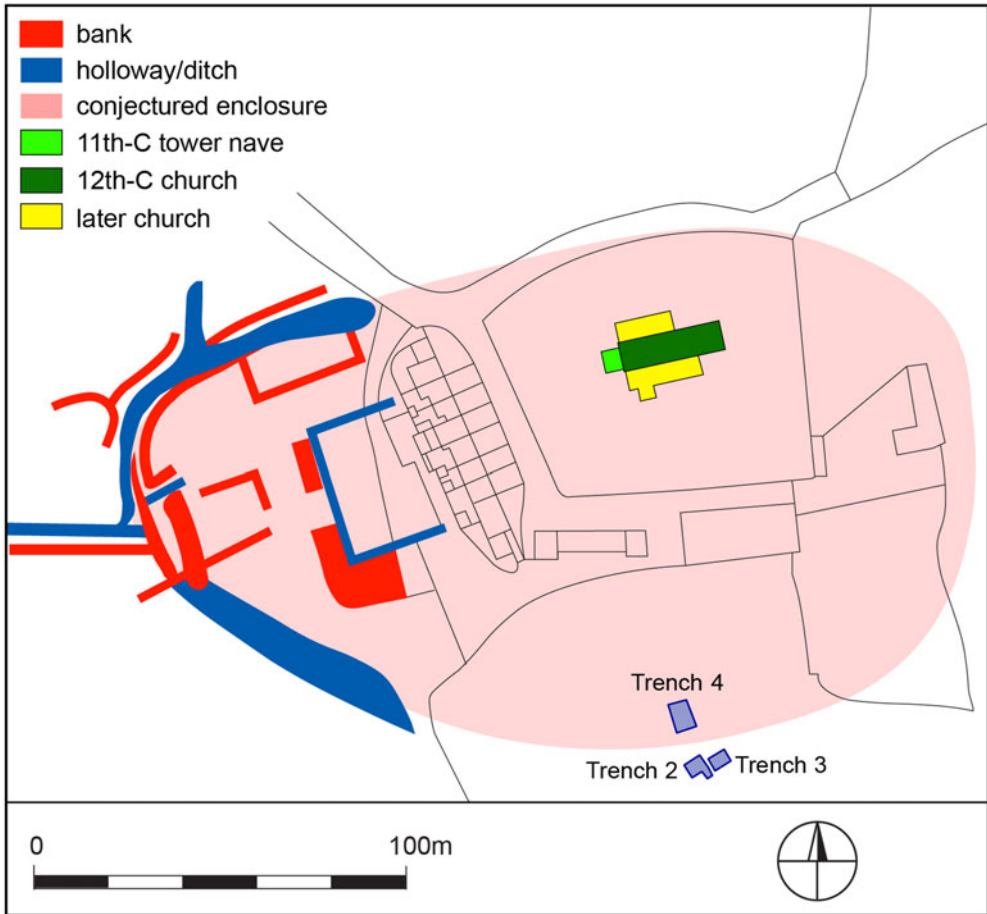 bank
holloway/ditch
conjectured enclosure
11th-C tower nave
12th-C church
later church
Trench 4
Trench 2
Trench 3
0
100m